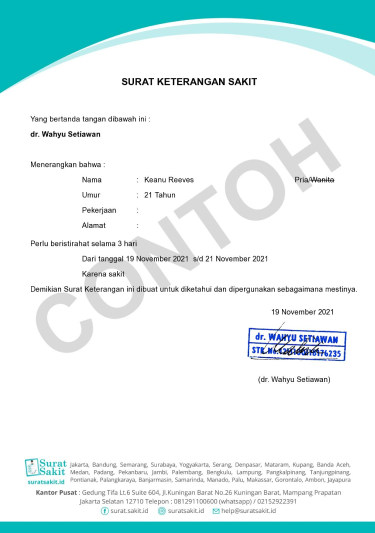 SURAT KETERANGAN SAKIT
Yang bertanda tangan dibawah ini :
dr. Wahyu Setiawan
Menerangkan bahwa :
Nama : Keanu Reeves Pria/Wanita
Umur : 21 Tahun
Pekerjaan :
Alamat :
CONTOH
Perlu beristirahat selama 3 hari
Dari tanggal 19 November 2021 s/d 21 November 2021
Karena sakit
Demikian Surat Keterangan ini dibuat untuk diketahui dan dipergunakan sebagaimana mestinya.
19 November 2021
dr. WAHYU SETIAWAN
STR.No.
(dr. Wahyu Setiawan)
Surat Sakit
suratsakit.id
Jakarta, Bandung, Semarang, Surabaya, Yogyakarta, Serang, Denpasar, Mataram, Kupang, Banda Aceh,
Medan, Padang, Pekanbaru, Jambi, Palembang, Bengkulu, Lampung, Pangkalpinang, Tanjungpinang,
Pontianak, Palangkaraya, Banjarmasin, Samarinda, Manado, Palu, Makassar, Gorontalo, Ambon, Jayapura
Kantor Pusat : Gedung Tifa Lt.6 Suite 604, Jl.Kuningan Barat No.26 Kuningan Barat, Mampang Prapatan
Jakarta Selatan 12710 Telepon : 081291100600 (whatsapp) / 02152922391
surat.sakit.id suratsakit.id help@suratsakit.id